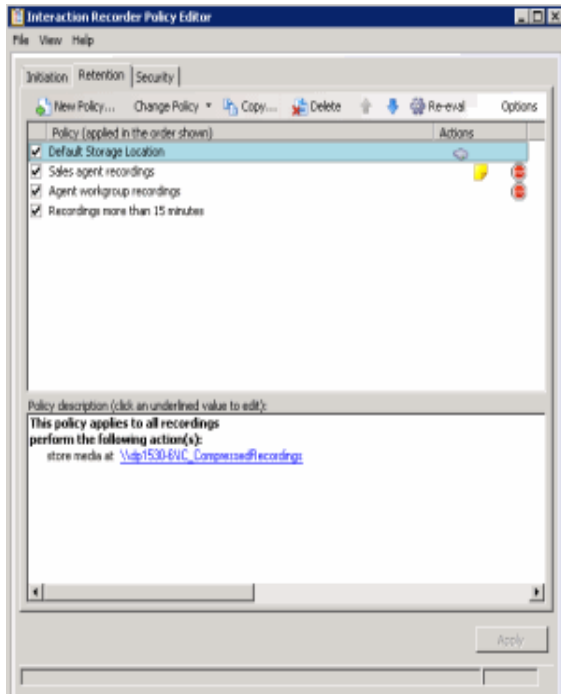 Interaction Recorder Policy Editor
File View Help
Initiation Retention Security
New Policy... Change Policy Copy... Delete Re-eval Options
Policy (applied in the order shown) Actions
Default Storage Location
Sales agent recordings
Agent workgroup recordings
Recordings more than 15 minutes
Policy description (click an underlined value to edit):
This policy applies to all recordings
perform the following action(s):
store media at \\dp1530-6\IC_CompressedRecordings
Apply